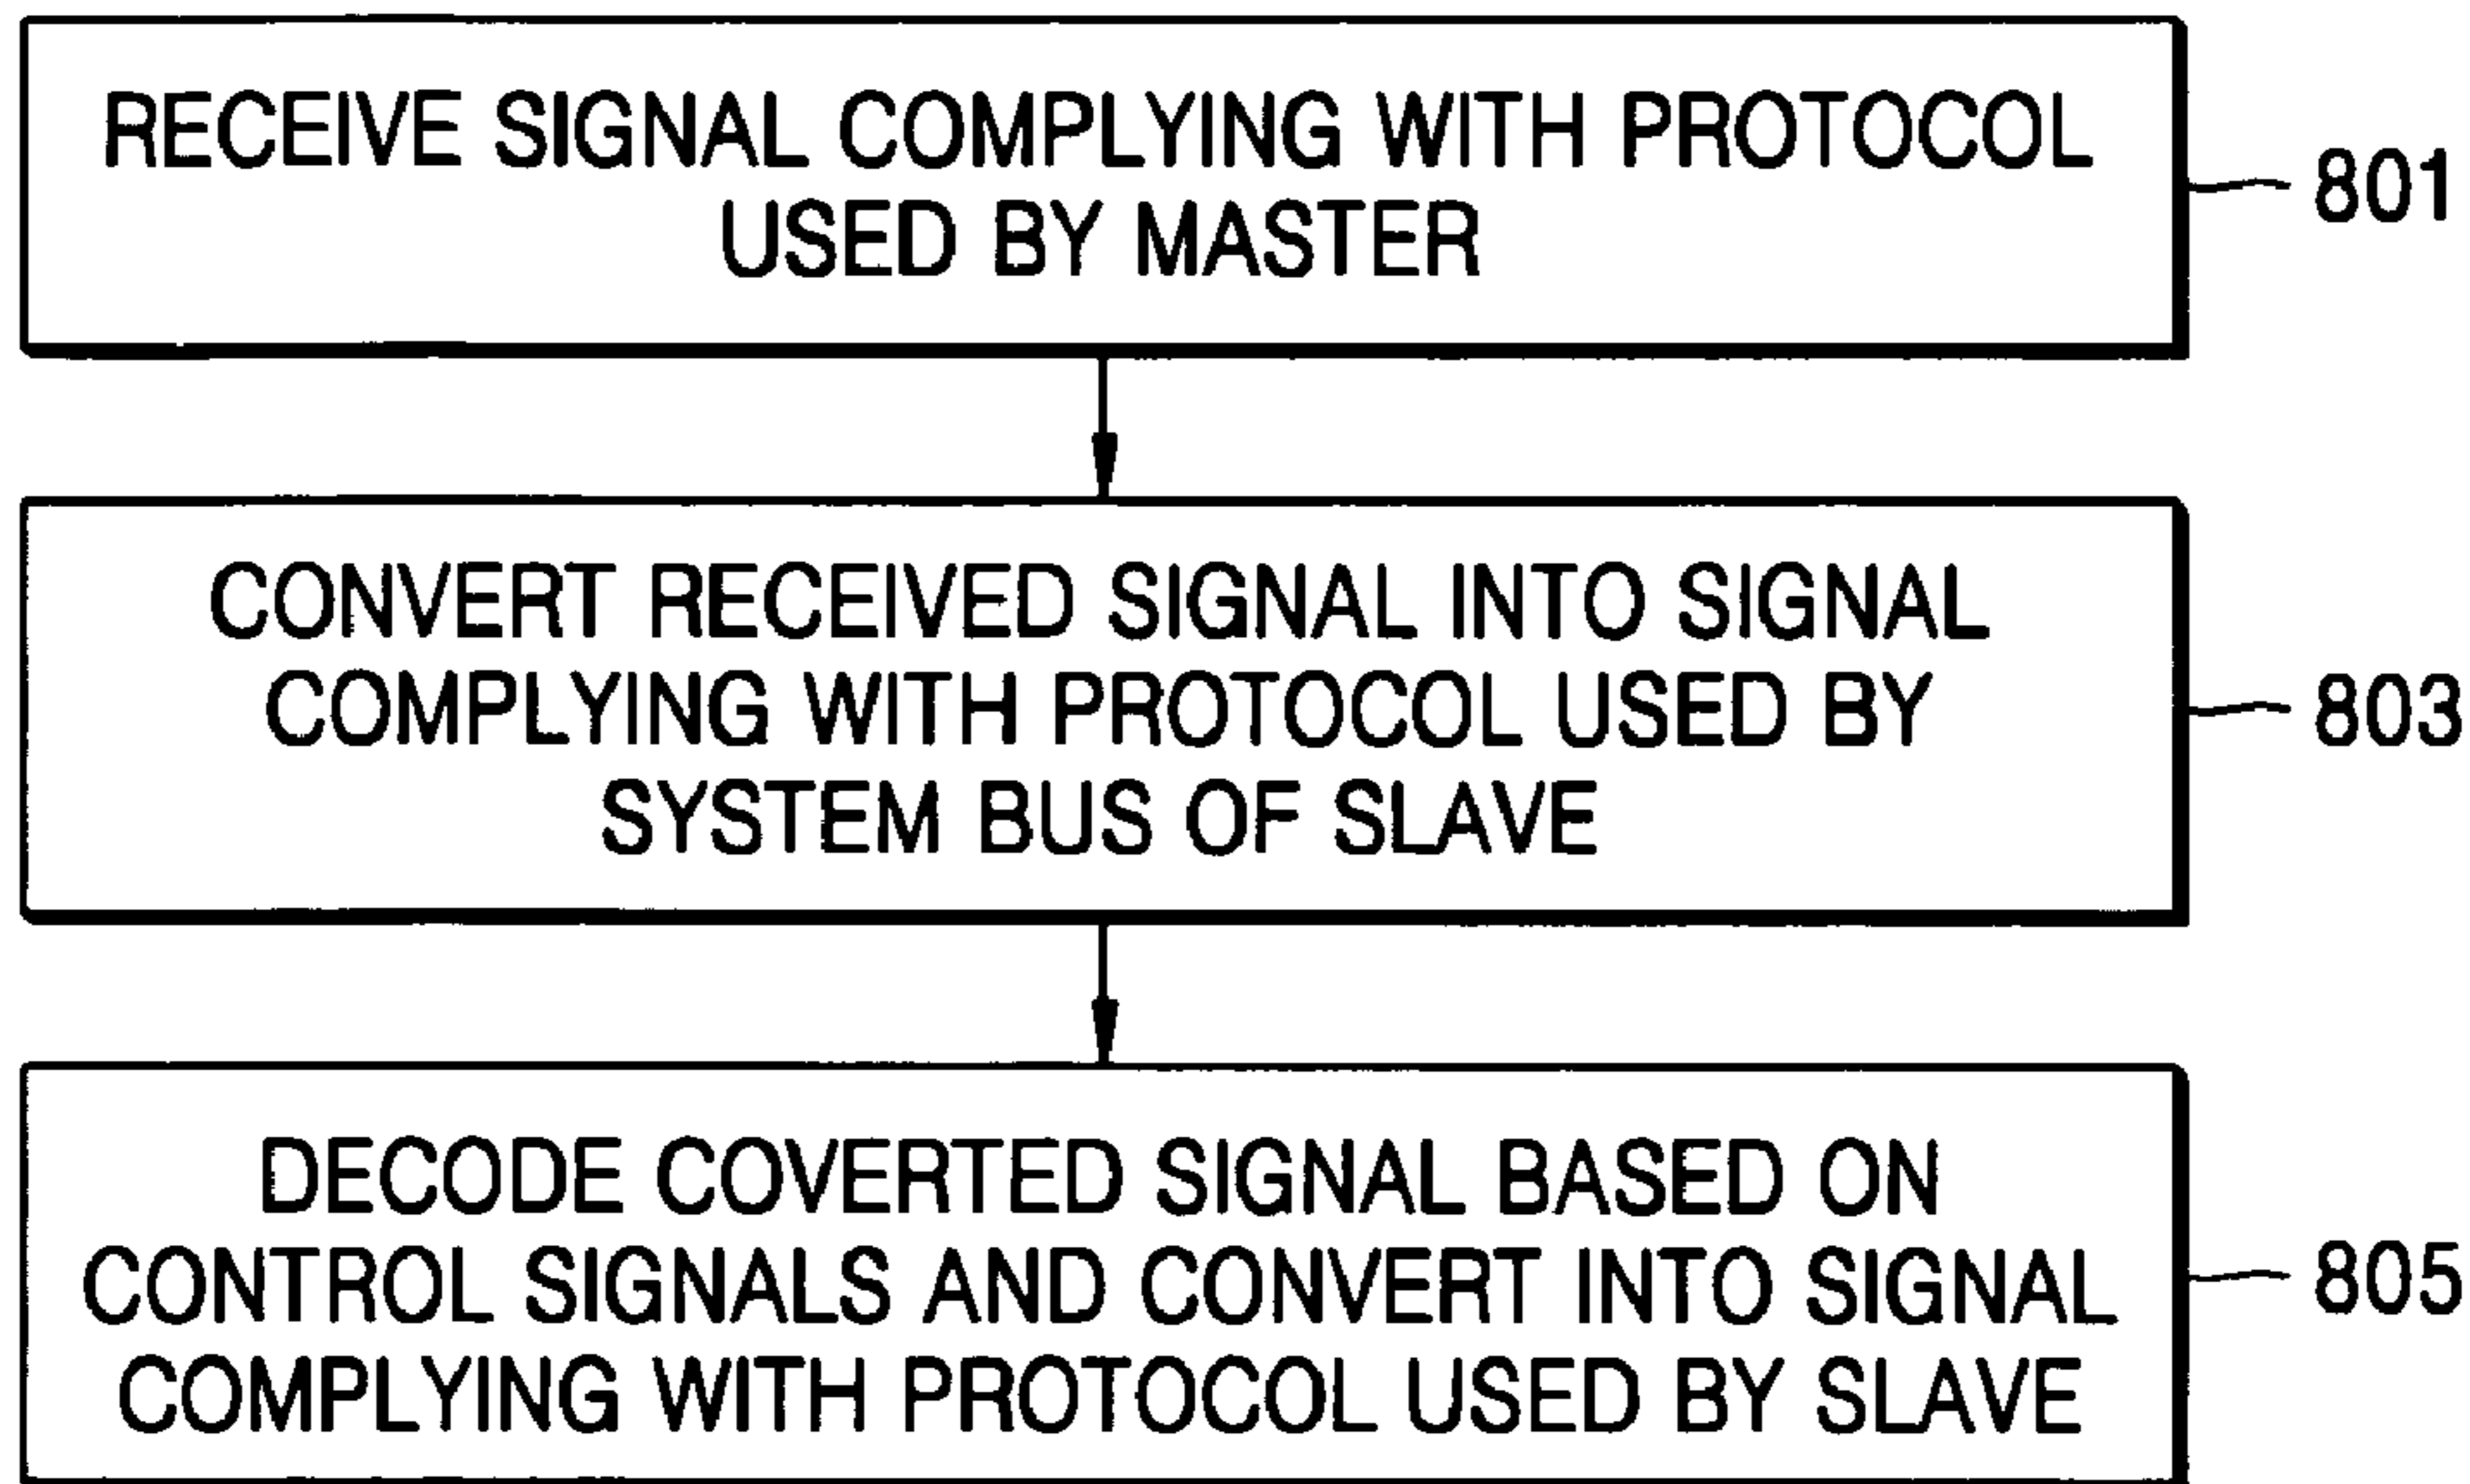 RECEIVE SIGNAL COMPLYING WITH PROTOCOL
USED BY MASTER
801
CONVERT RECEIVED SIGNAL INTO SIGNAL
COMPLYING WITH PROTOCOL USED BY
SYSTEM BUS OF SLAVE
803
DECODE COVERTED SIGNAL BASED ON
CONTROL SIGNALS AND CONVERT INTO SIGNAL
COMPLYING WITH PROTOCOL USED BY SLAVE
805